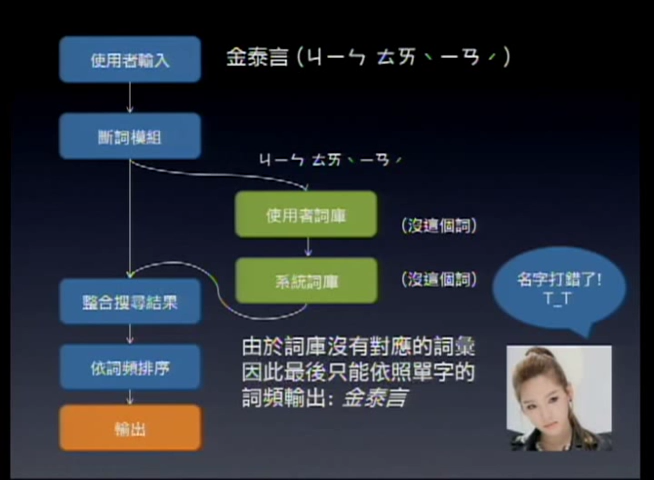 使用者輸入
金泰言 (ㄐㄧㄣ ㄊㄞˋ ㄧㄢˊ)
斷詞模組
ㄐㄧㄣ ㄊㄞˋ ㄧㄢˊ
使用者詞庫
(沒這個詞)
系統詞庫
(沒這個詞)
名字打錯了!
T_T
整合搜尋結果
由於詞庫沒有對應的詞彙
因此最後只能依照單字的
詞頻輸出: 金泰言
依詞頻排序
輸出